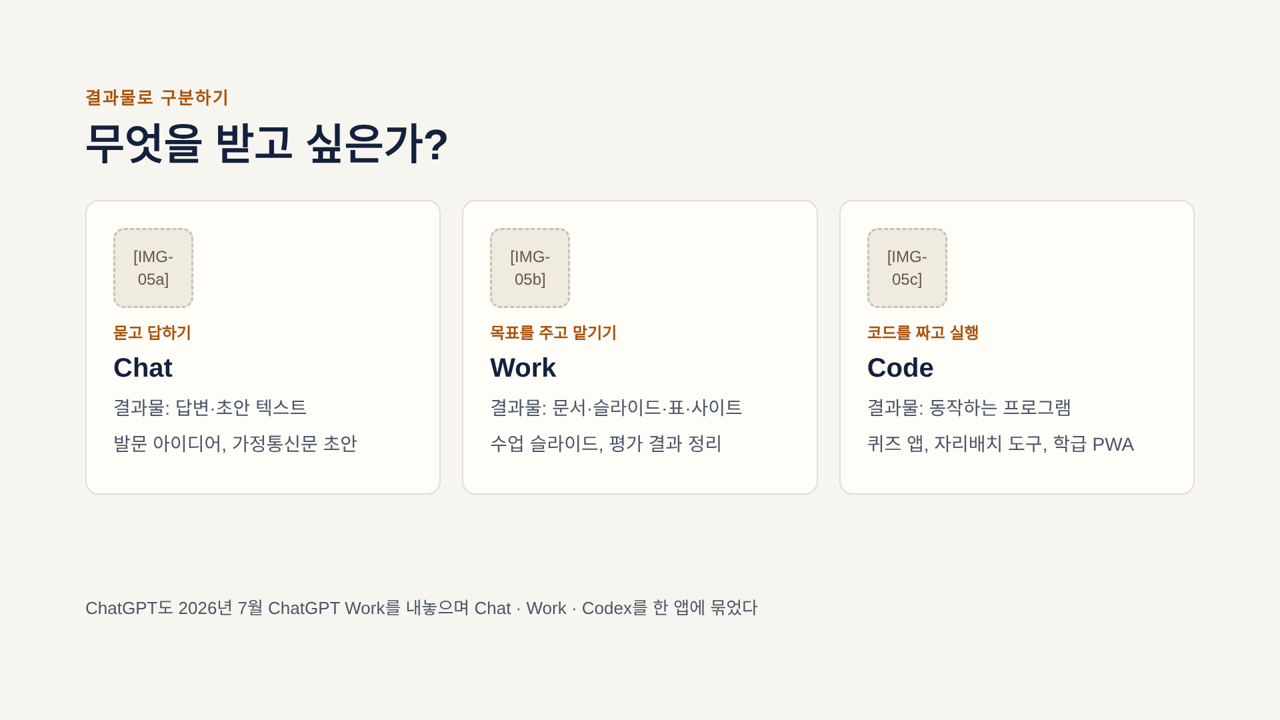 결과물로 구분하기
무엇을 받고 싶은가?
[IMG-
05a]
묻고 답하기
Chat
결과물: 답변·초안 텍스트
발문 아이디어, 가정통신문 초안
[IMG-
05b]
목표를 주고 맡기기
Work
결과물: 문서·슬라이드·표·사이트
수업 슬라이드, 평가 결과 정리
[IMG-
05c]
코드를 짜고 실행
Code
결과물: 동작하는 프로그램
퀴즈 앱, 자리배치 도구, 학급 PWA
ChatGPT도 2026년 7월 ChatGPT Work를 내놓으며 Chat · Work · Codex를 한 앱에 묶었다